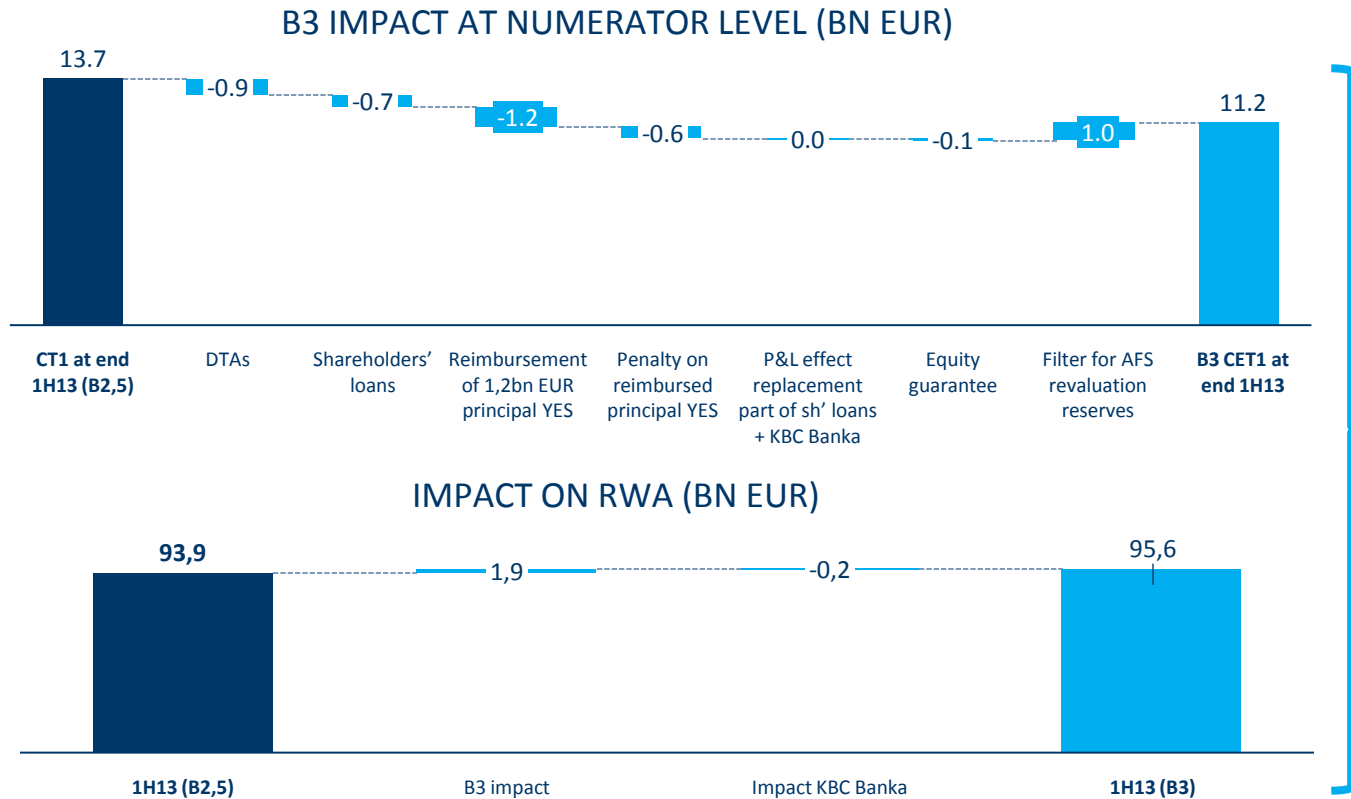 B3 IMPACT AT NUMERATOR LEVEL (BN EUR)
13.7
-0.9
-0.7
-1.2
-0.6
0.0
-0.1
1.0
11.2
CT1 at end
1H13 (B2,5)
DTAs
Shareholders’
loans
Reimbursement
of 1,2bn EUR
principal YES
Penalty on
reimbursed
principal YES
P&L effect
replacement
part of sh’ loans
+ KBC Banka
Equity
guarantee
Filter for AFS
revaluation
reserves
B3 CET1 at
end 1H13
IMPACT ON RWA (BN EUR)
93,9
1,9
-0,2
95,6
1H13 (B2,5)
B3 impact
Impact KBC Banka
1H13 (B3)